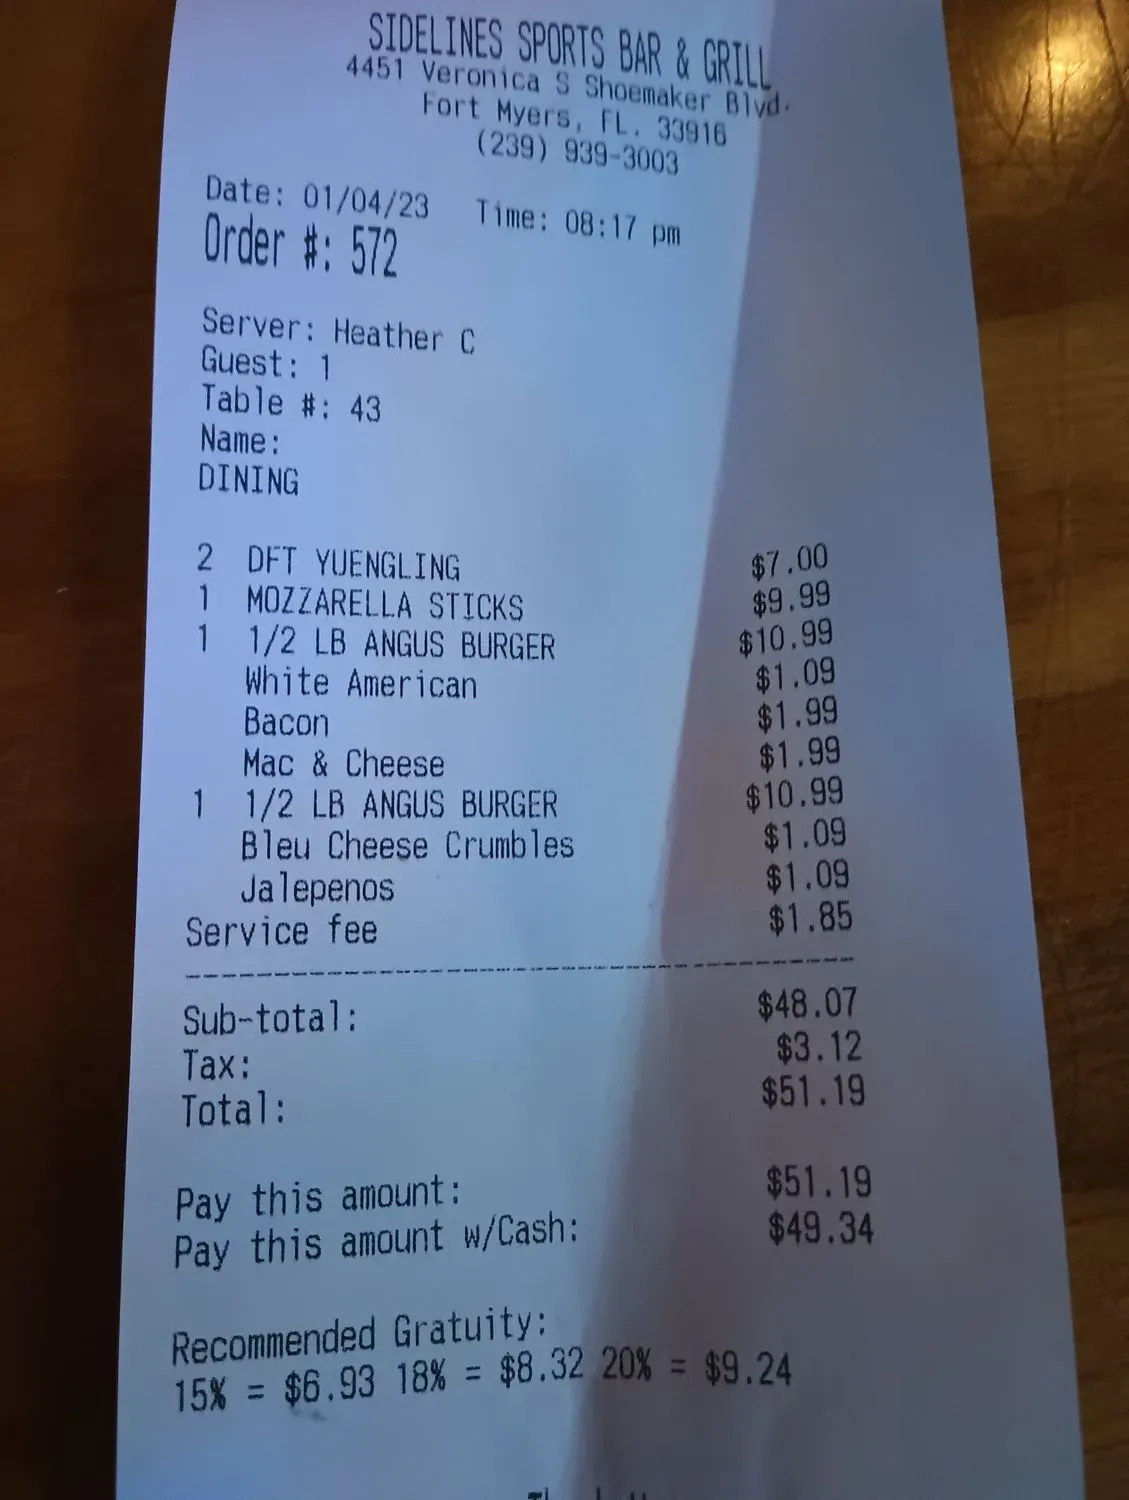 SIDELINES SPORTS BAR & GRILL
4451 Veronica S Shoemaker Blvd.
Fort Myers, FL. 33916
(239) 939-3003
Date: 01/04/23 Time: 08:17 pm
Order #: 572
Server: Heather C
Guest: 1
Table #: 43
Name:
DINING
2 DFT YUENGLING $7.00
1 MOZZARELLA STICKS $9.99
1 1/2 LB ANGUS BURGER $10.99
White American $1.09
Bacon $1.99
Mac & Cheese $1.99
1 1/2 LB ANGUS BURGER $10.99
Bleu Cheese Crumbles $1.09
Jalepenos $1.09
Service fee $1.85
Sub-total: $48.07
Tax: $3.12
Total: $51.19
Pay this amount: $51.19
Pay this amount w/Cash: $49.34
Recommended Gratuity:
15% = $6.93 18% = $8.32 20% = $9.24